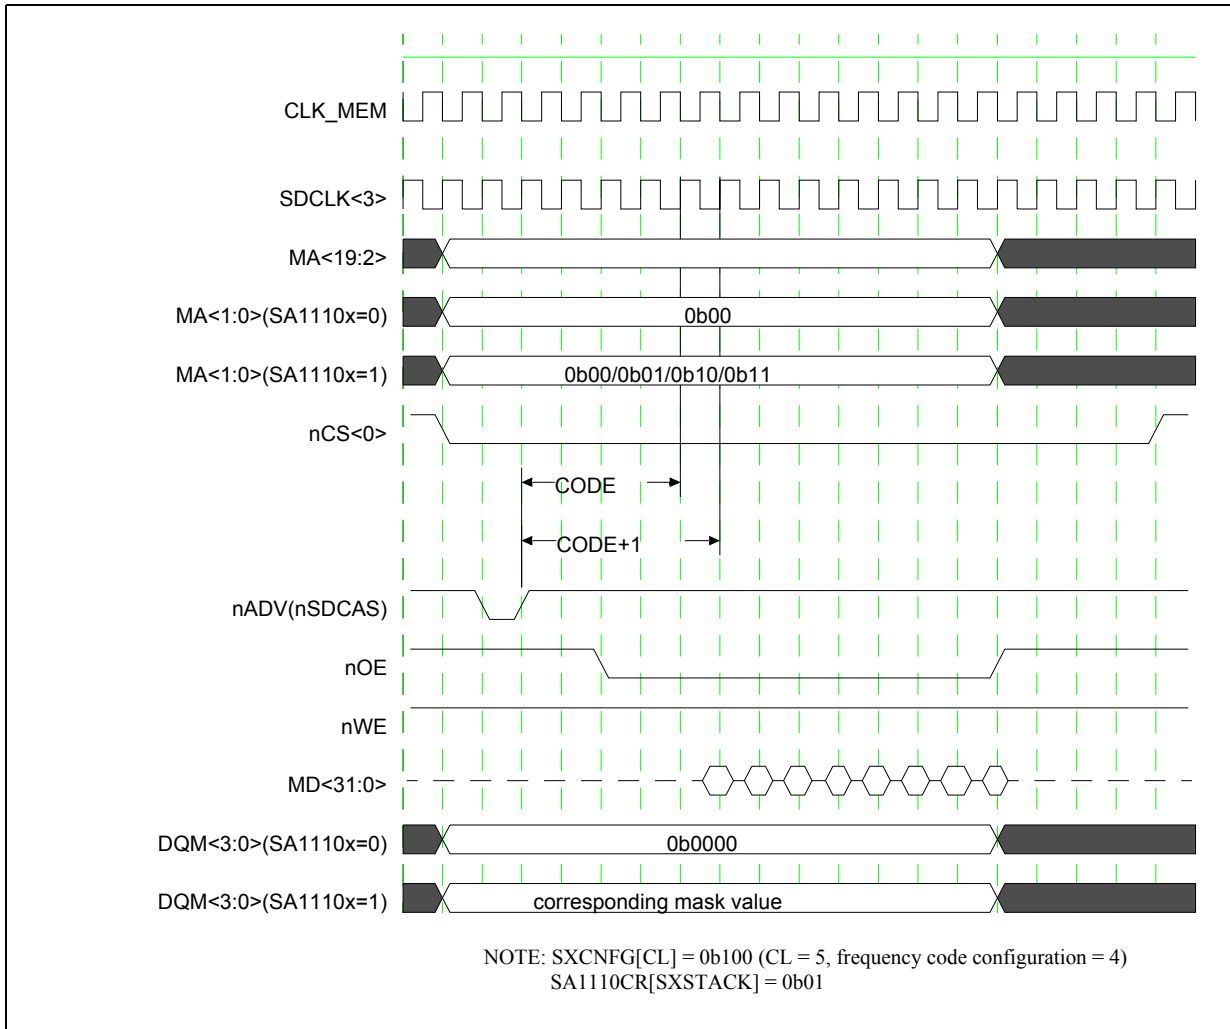 CLK_MEM
SDCLK<3>
MA<19:2>
MA<1:0>(SA1110x=0)
0b00
MA<1:0>(SA1110x=1)
0b00/0b01/0b10/0b11
nCS<0>
CODE
CODE+1
nADV(nSDCAS)
nOE
nWE
MD<31:0>
DQM<3:0>(SA1110x=0)
0b0000
DQM<3:0>(SA1110x=1)
corresponding mask value
NOTE: SXCNFG[CL] = 0b100 (CL = 5, frequency code configuration = 4)
SA1110CR[SXSTACK] = 0b01